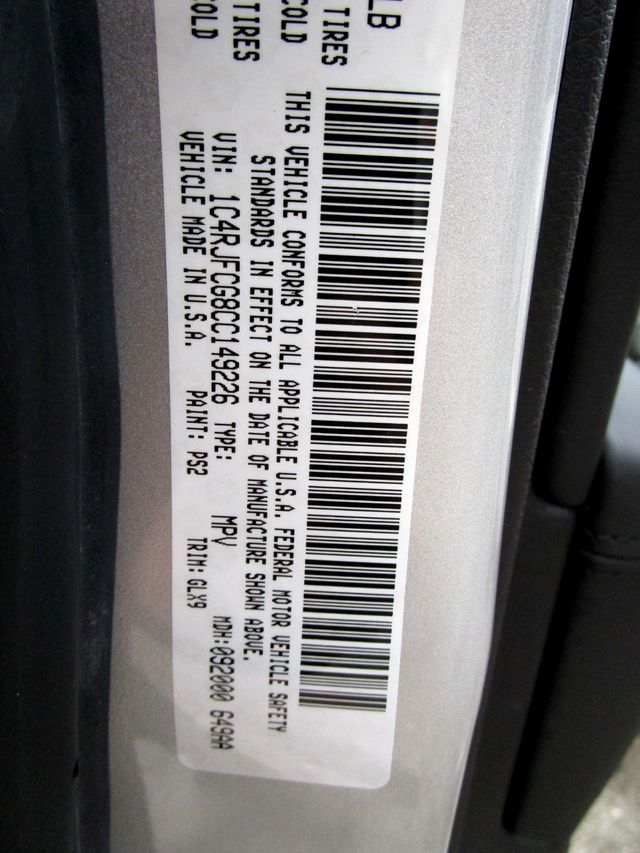 LB
TIRES COLD
TIRES COLD
THIS VEHICLE CONFORMS TO ALL APPLICABLE U.S.A. FEDERAL MOTOR VEHICLE SAFETY
STANDARDS IN EFFECT ON THE DATE OF MANUFACTURE SHOWN ABOVE.
VIN: 1C4RJFCG8CC149226 TYPE: MPV MDH:092000 649AA
VEHICLE MADE IN U.S.A. PAINT: PS2 TRIM: GLX9